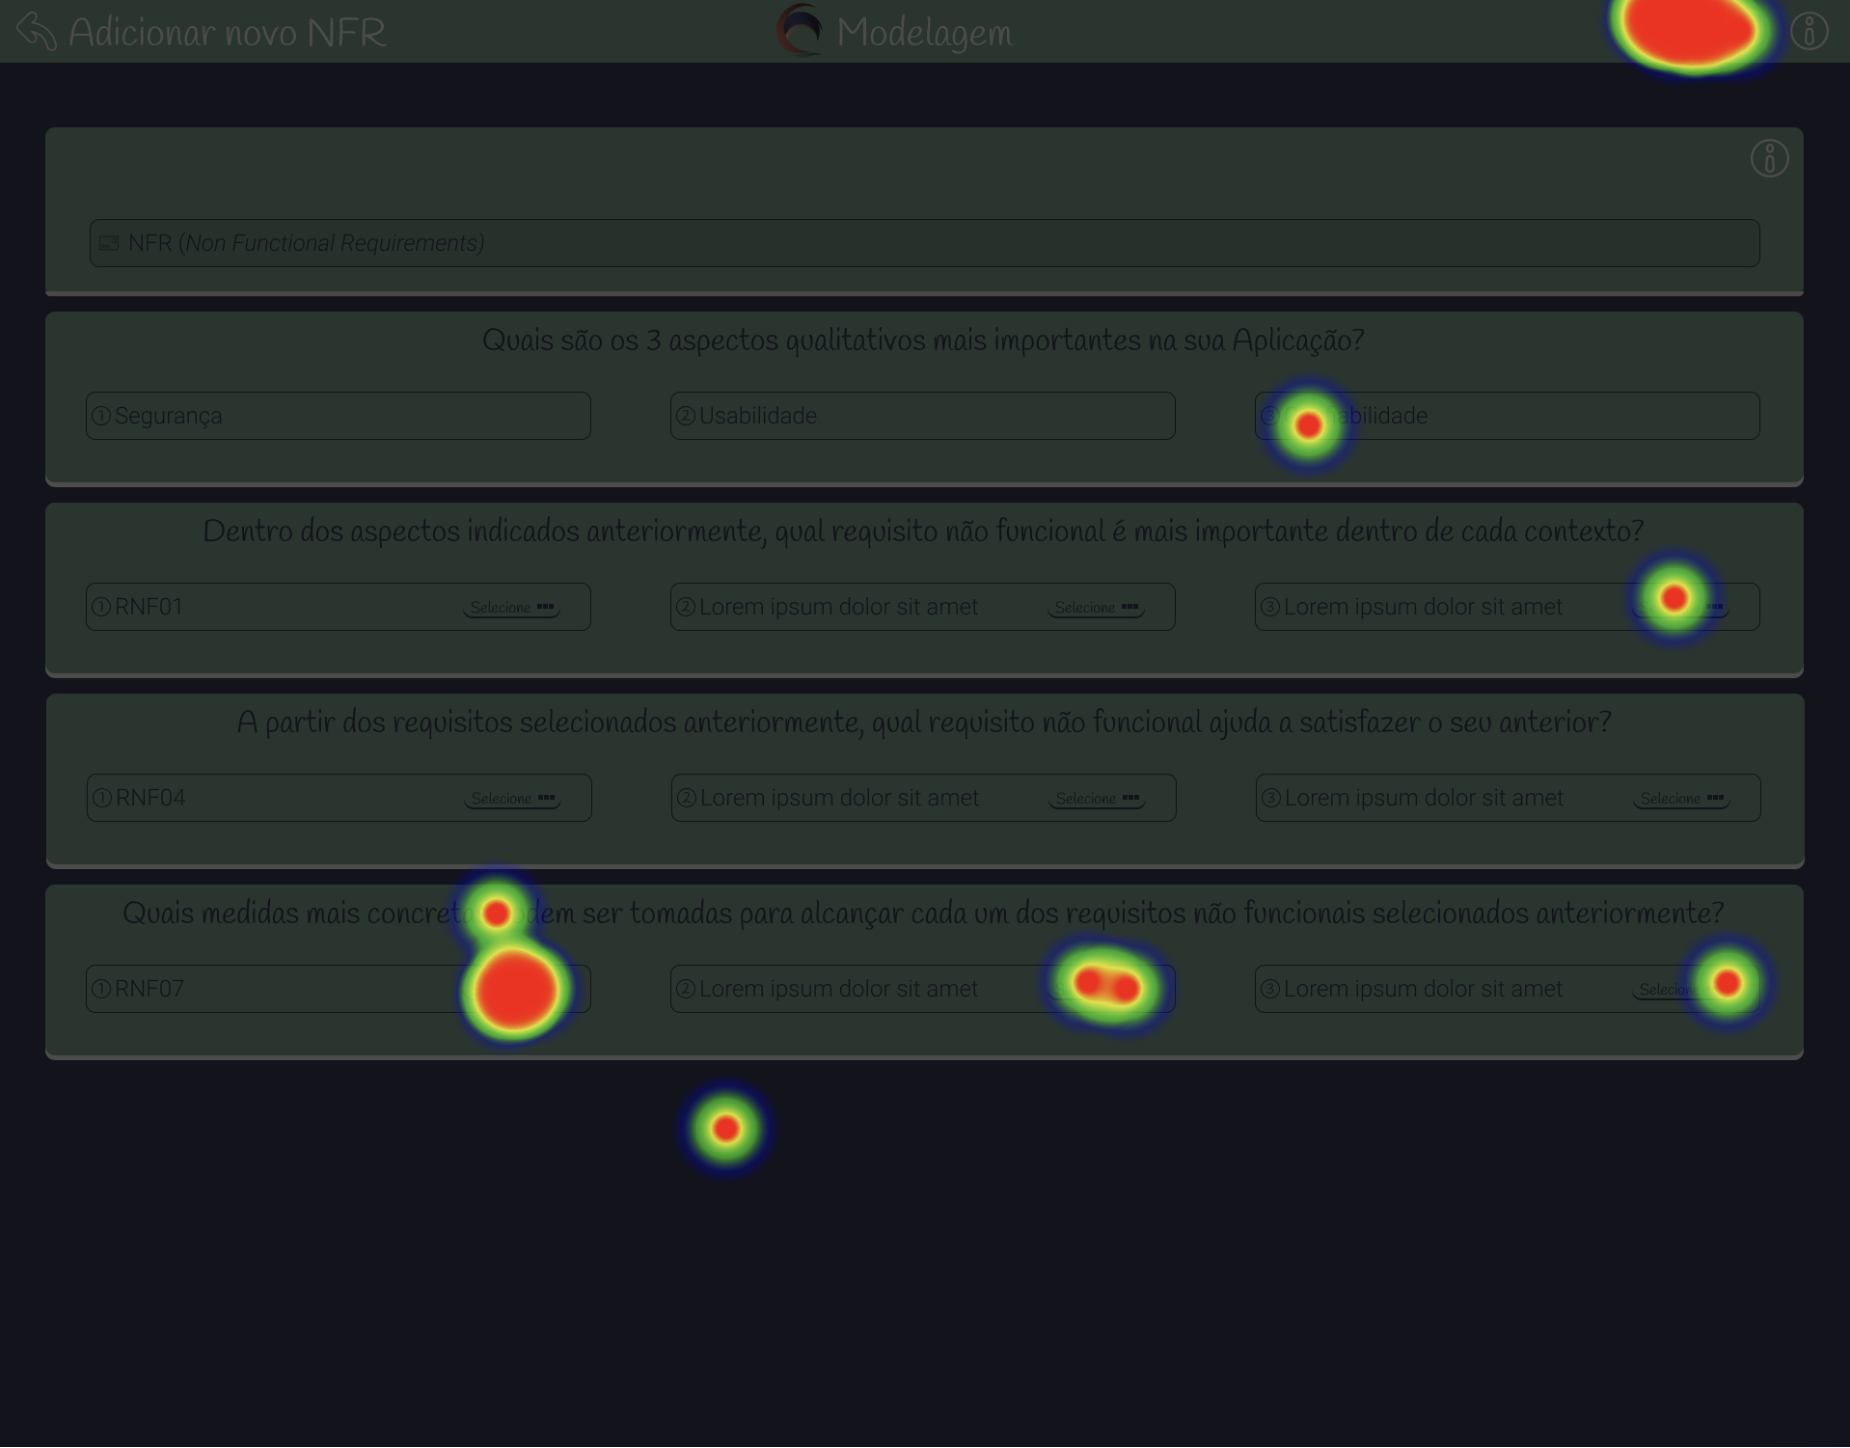 Adicionar novo NFR
Modelagem
NFR (Non Functional Requirements)
Quais são os 3 aspectos qualitativos mais importantes na sua Aplicação?
① Segurança
② Usabilidade
Dentro dos aspectos indicados anteriormente, qual requisito não funcional é mais importante dentro de cada contexto?
① RNF01 Selecione
② Lorem ipsum dolor sit amet Selecione
③ Lorem ipsum dolor sit amet
A partir dos requisitos selecionados anteriormente, qual requisito não funcional ajuda a satisfazer o seu anterior?
① RNF04 Selecione
② Lorem ipsum dolor sit amet Selecione
③ Lorem ipsum dolor sit amet Selecione
Quais medidas mais ser tomadas para alcançar cada um dos requisitos não funcionais selecionados anteriormente?
① RNF07
② Lorem ipsum dolor sit amet
③ Lorem ipsum dolor sit amet Selecione